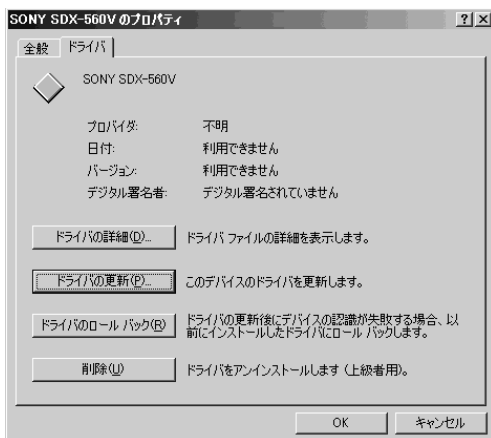 SONY SDX-560Vのプロパティ
? ×
全般 ドライバ
SONY SDX-560V
プロバイダ: 不明
日付: 利用できません
バージョン: 利用できません
デジタル署名者: デジタル署名されていません
ドライバの詳細(D)... ドライバ ファイルの詳細を表示します。
ドライバの更新(P)... このデバイスのドライバを更新します。
ドライバのロール バック(R) ドライバの更新後にデバイスの認識が失敗する場合、以
前にインストールしたドライバにロール バックします。
削除(U) ドライバをアンインストールします (上級者用)。
OK キャンセル